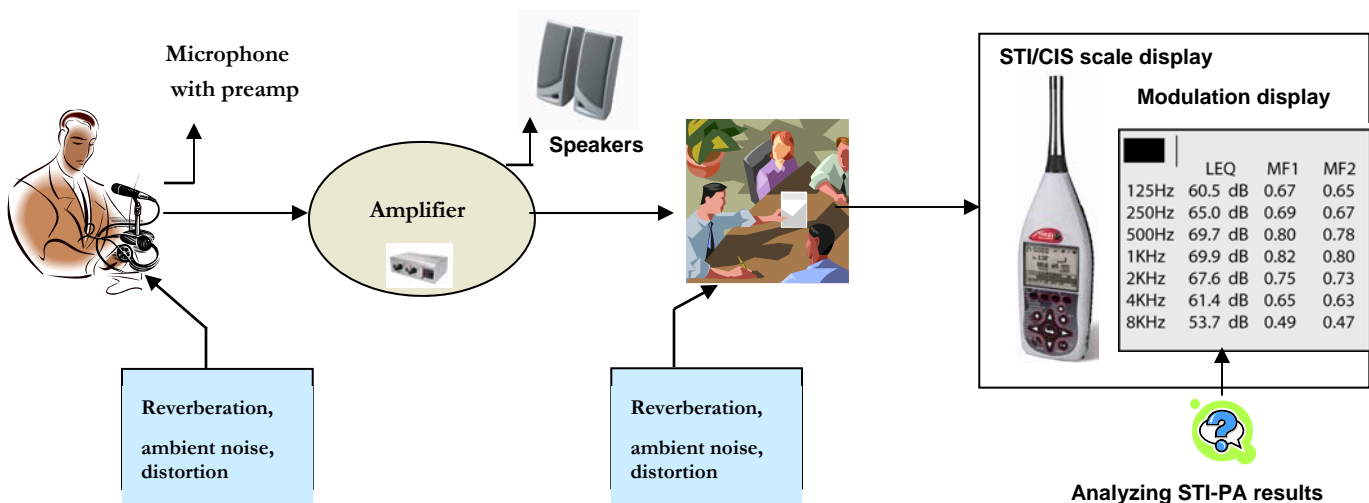 Microphone
with preamp
Speakers
Amplifier
STI/CIS scale display
Modulation display
LEQ MF1 MF2
125Hz 60.5 dB 0.67 0.65
250Hz 65.0 dB 0.69 0.67
500Hz 69.7 dB 0.80 0.78
1KHz 69.9 dB 0.82 0.80
2KHz 67.6 dB 0.75 0.73
4KHz 61.4 dB 0.65 0.63
8KHz 53.7 dB 0.49 0.47
Reverberation,
ambient noise,
distortion
Reverberation,
ambient noise,
distortion
Analyzing STI-PA results